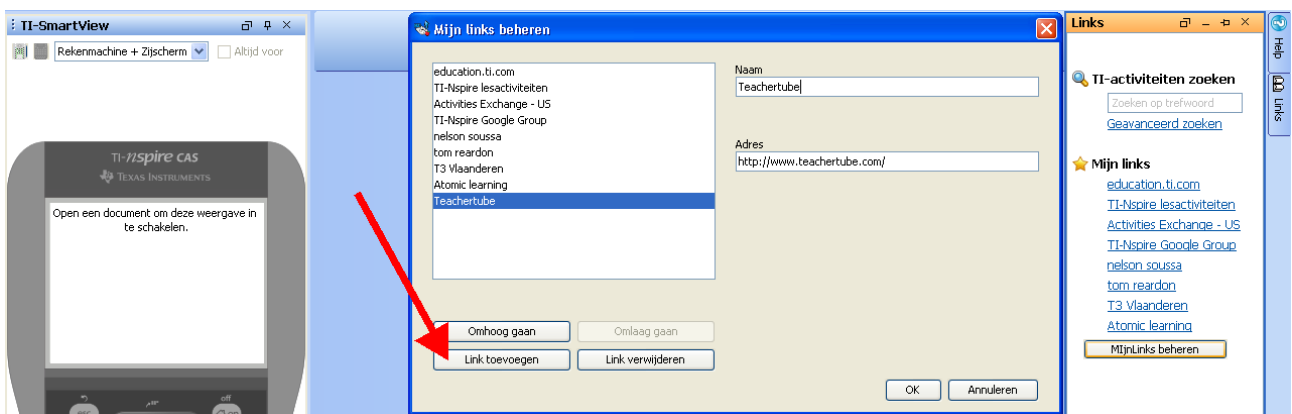 TI-SmartView
Rekenmachine + Zijscherm
Altijd voor
TI-nspire CAS
TEXAS INSTRUMENTS
Open een document om deze weergave in
te schakelen.
off
Mijn links beheren
education.ti.com
TI-Nspire lesactiviteiten
Activities Exchange - US
TI-Nspire Google Group
nelson soussa
tom reardon
T3 Vlaanderen
Atomic learning
Teachertube
Naam
Teachertube
Adres
http://www.teachertube.com/
Omhoog gaan
Omlaag gaan
Link toevoegen
Link verwijderen
OK
Annuleren
Links
TI-activiteiten zoeken
Zoeken op trefwoord
Geavanceerd zoeken
Mijn links
education.ti.com
TI-Nspire lesactiviteiten
Activities Exchange - US
TI-Nspire Google Group
nelson soussa
tom reardon
T3 Vlaanderen
Atomic learning
MIjnLinks beheren
Help
Links